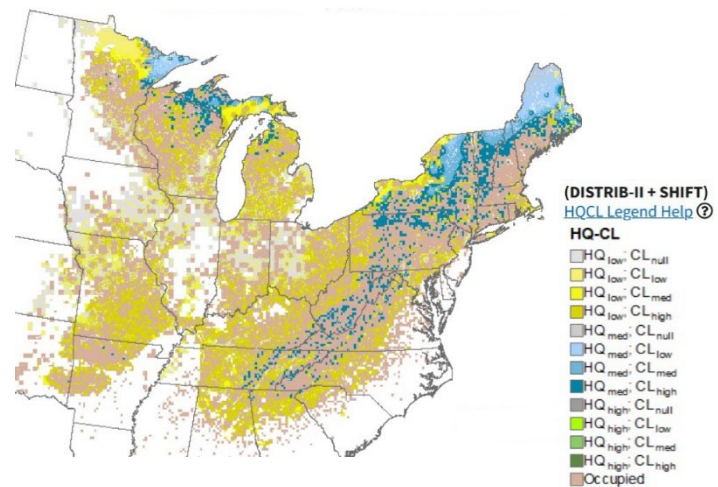 (DISTRIB-II + SHIFT)
HQCL Legend Help ?
HQ-CL
HQlow; CLnull
HQlow; CLlow
HQlow; CLmed
HQlow; CLhigh
HQmed; CLnull
HQmed; CLlow
HQmed; CLmed
HQmed; CLhigh
HQhigh; CLnull
HQhigh; CLlow
HQhigh; CLmed
HQhigh; CLhigh
Occupied